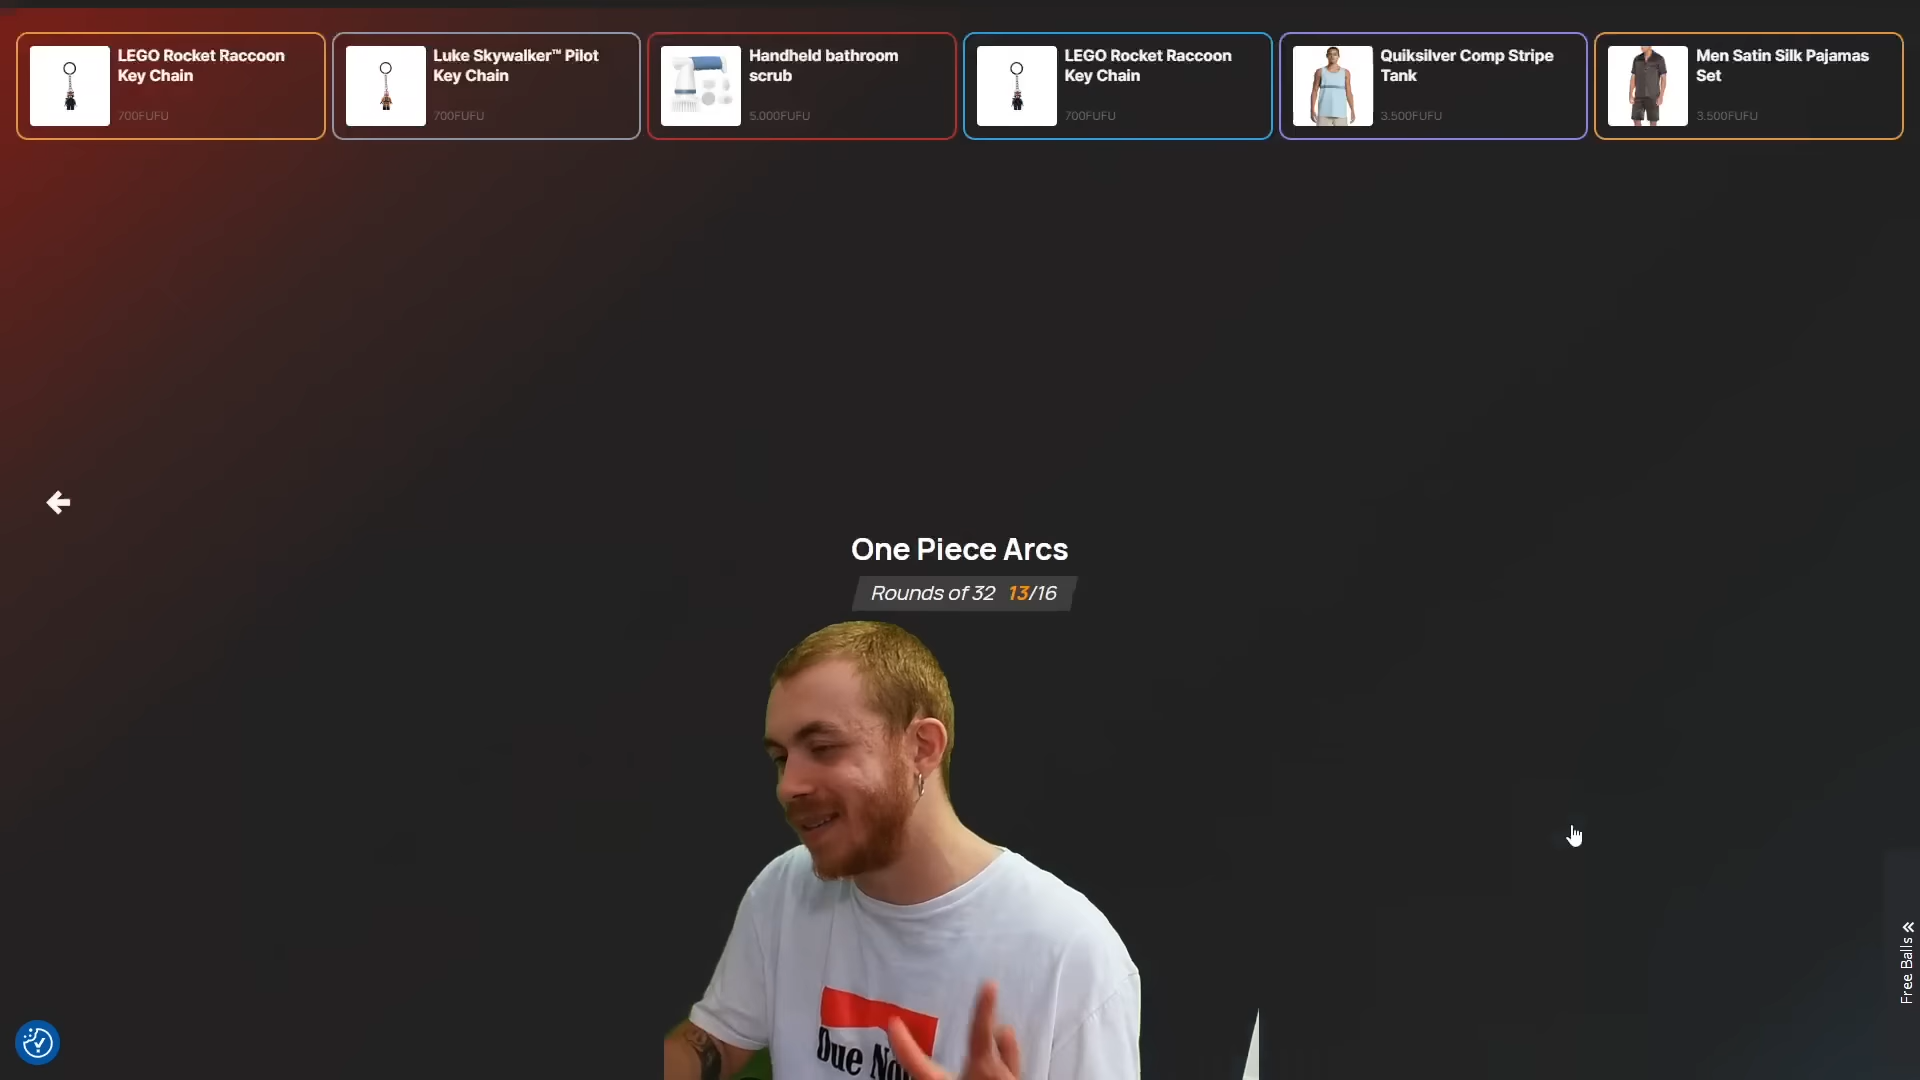 LEGO Rocket Raccoon
Key Chain
700FUFU
Luke Skywalker™ Pilot
Key Chain
700FUFU
Handheld bathroom
scrub
5.000FUFU
LEGO Rocket Raccoon
Key Chain
700FUFU
Quiksilver Comp Stripe
Tank
3.500FUFU
Men Satin Silk Pajamas
Set
3.500FUFU
One Piece Arcs
Rounds of 32 13/16
Free Balls
Due